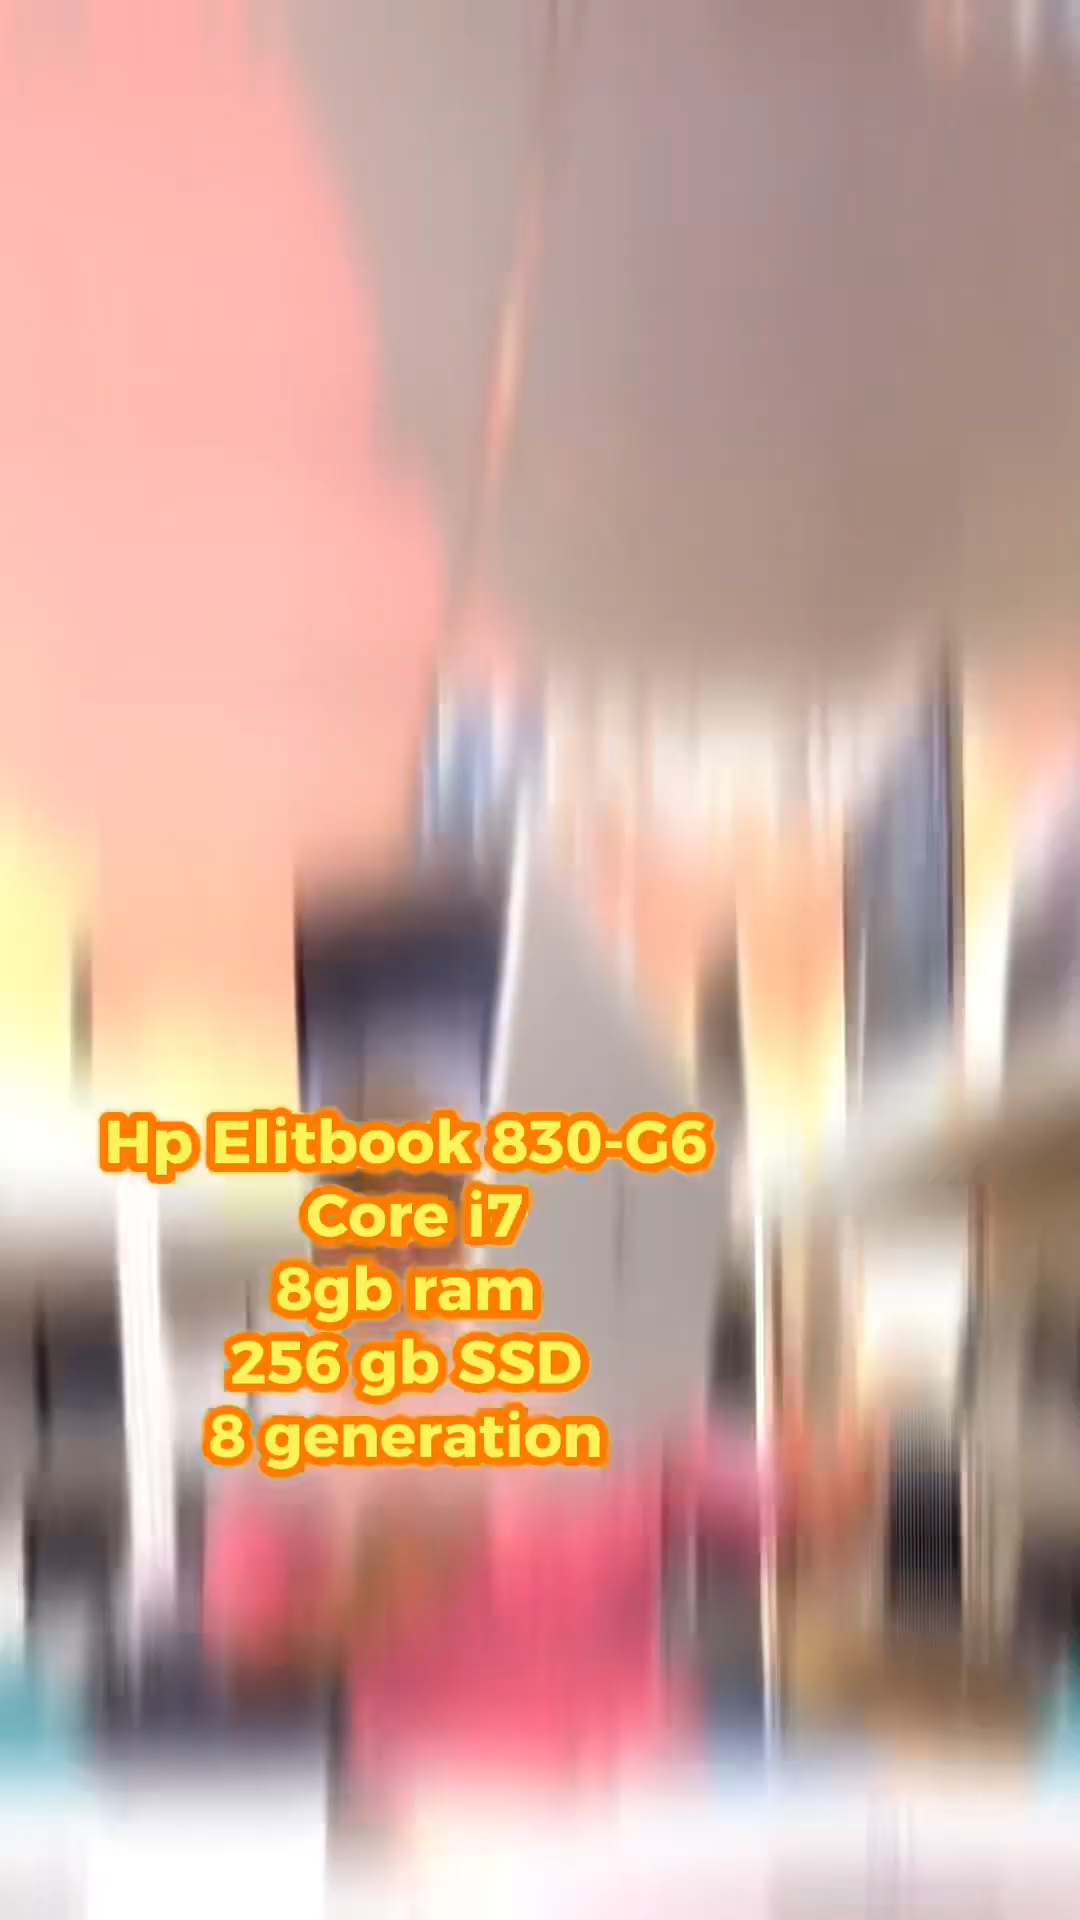 Hp Elitbook 830-G6
Core i7
8gb ram
256 gb SSD
8 generation